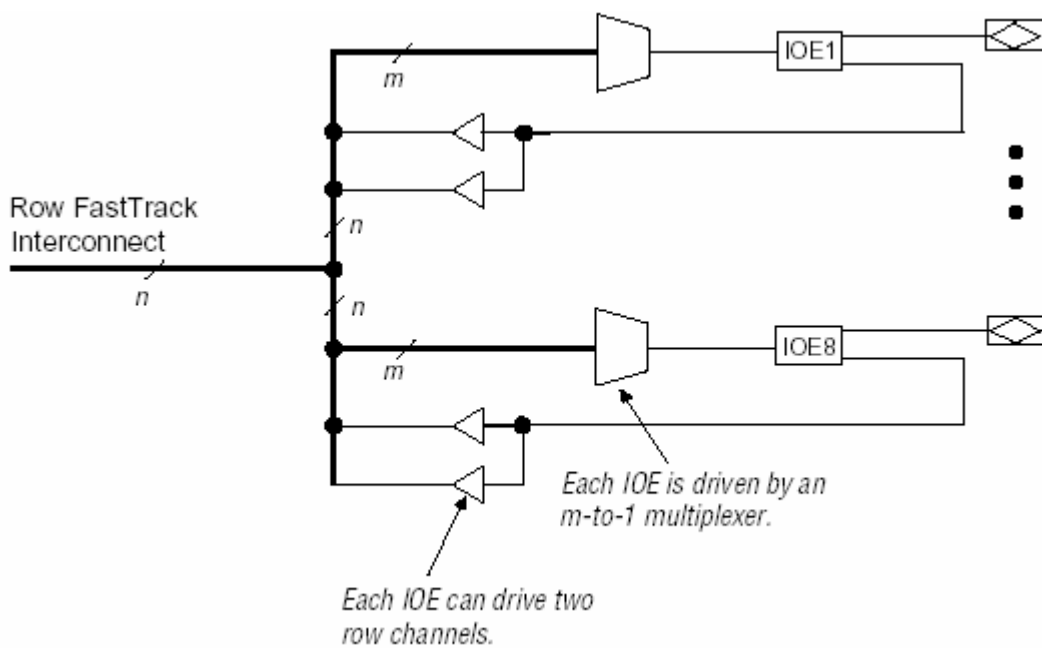 m
IOE1
Row FastTrack
Interconnect
n
n
n
m
IOE8
Each IOE is driven by an
m-to-1 multiplexer.
Each IOE can drive two
row channels.